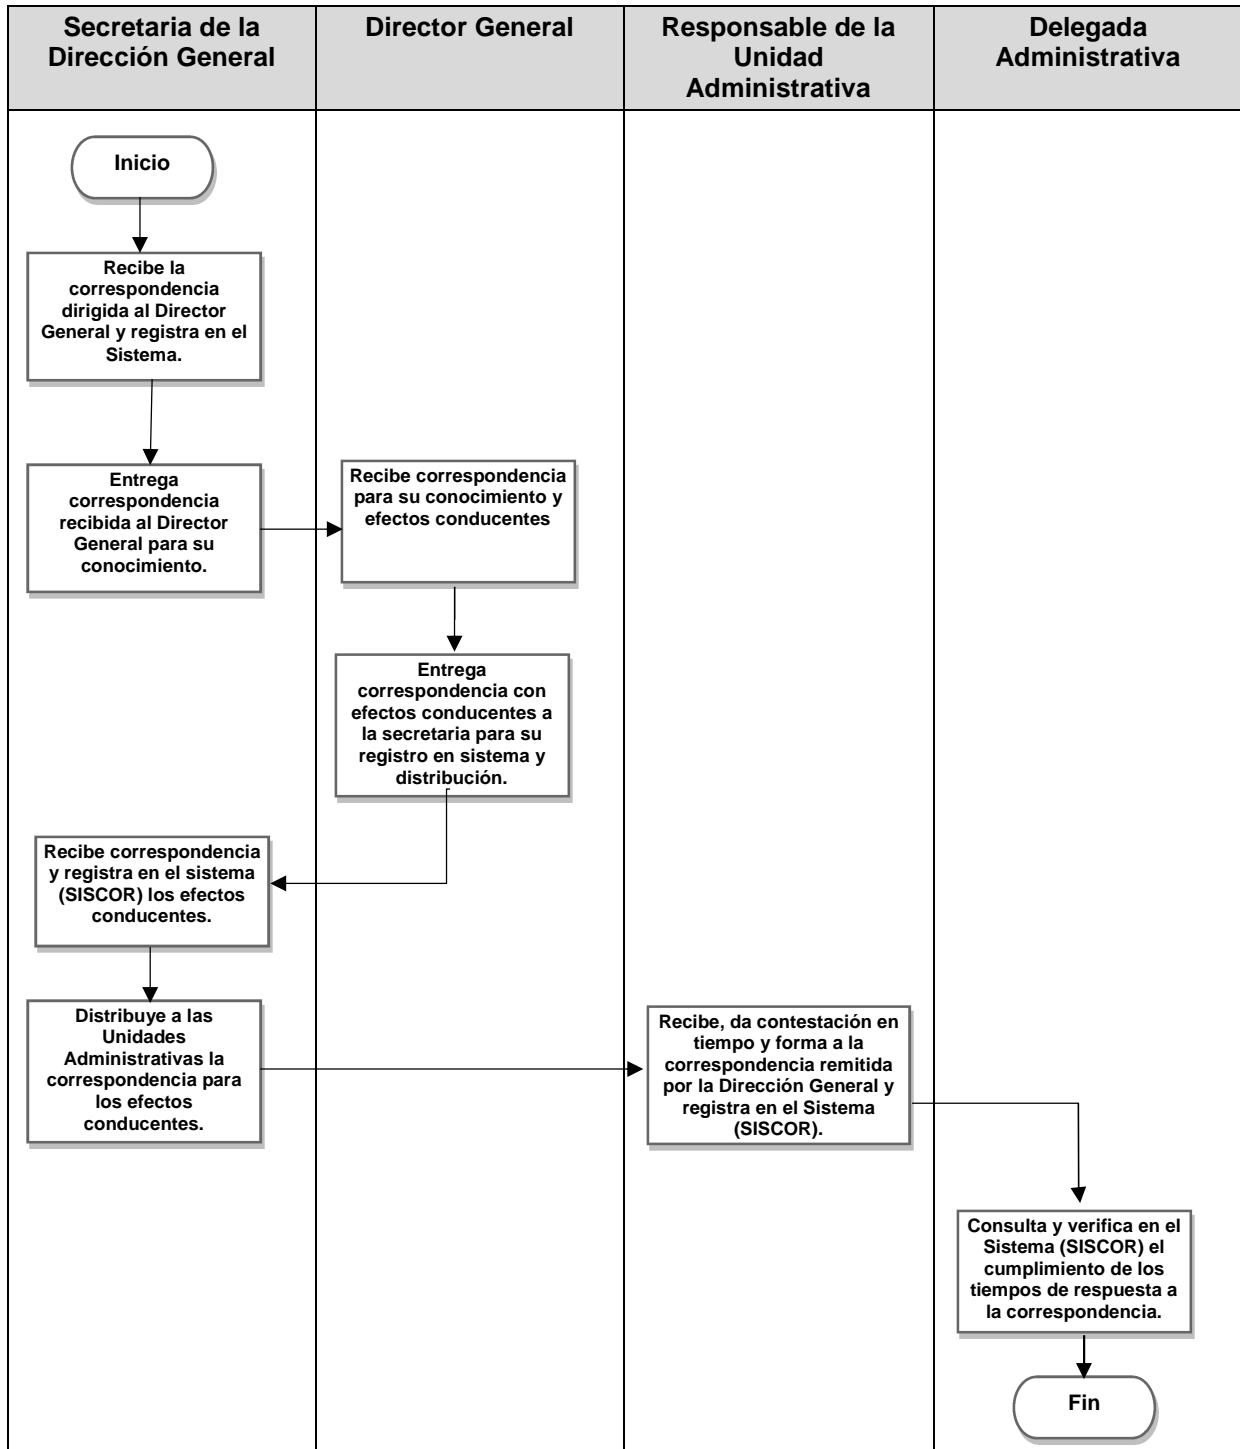 Secretaria de la
Dirección General
Director General
Responsable de la
Unidad
Administrativa
Delegada
Administrativa
Inicio
Recibe la
correspondencia
dirigida al Director
General y registra en el
Sistema.
Entrega
correspondencia
recibida al Director
General para su
conocimiento.
Recibe correspondencia
para su conocimiento y
efectos conducentes
Entrega
correspondencia con
efectos conducentes a
la secretaria para su
registro en sistema y
distribución.
Recibe correspondencia
y registra en el sistema
(SISCOR) los efectos
conducentes.
Distribuye a las
Unidades
Administrativas la
correspondencia para
los efectos
conducentes.
Recibe, da contestación en
tiempo y forma a la
correspondencia remitida
por la Dirección General y
registra en el Sistema
(SISCOR).
Consulta y verifica en el
Sistema (SISCOR) el
cumplimiento de los
tiempos de respuesta a
la correspondencia.
Fin